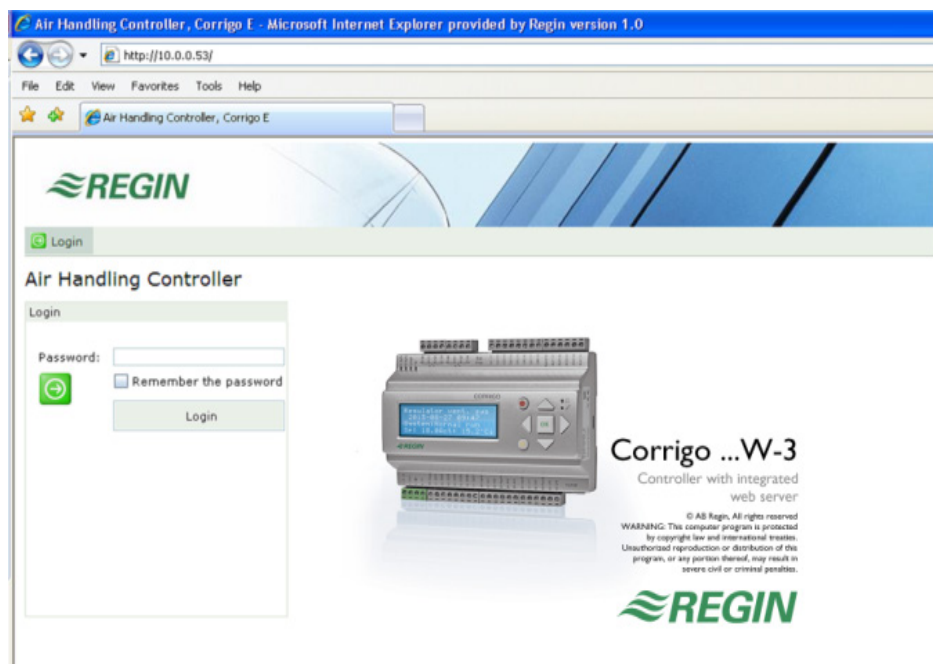 Air Handling Controller, Corrigo E - Microsoft Internet Explorer provided by Regin version 1.0
http://10.0.0.53/
File Edit View Favorites Tools Help
Air Handling Controller, Corrigo E
REGIN
Login
Air Handling Controller
Login
Password:
Remember the password
Login
CORRIGO
REGIN
Corrigo ...W-3
Controller with integrated
web server
© AB Regin, All rights reserved
WARNING: This computer program is protected
by copyright law and international treaties.
Unauthorized reproduction or distribution of this
program, or any portion thereof, may result in
severe civil or criminal penalties.
REGIN